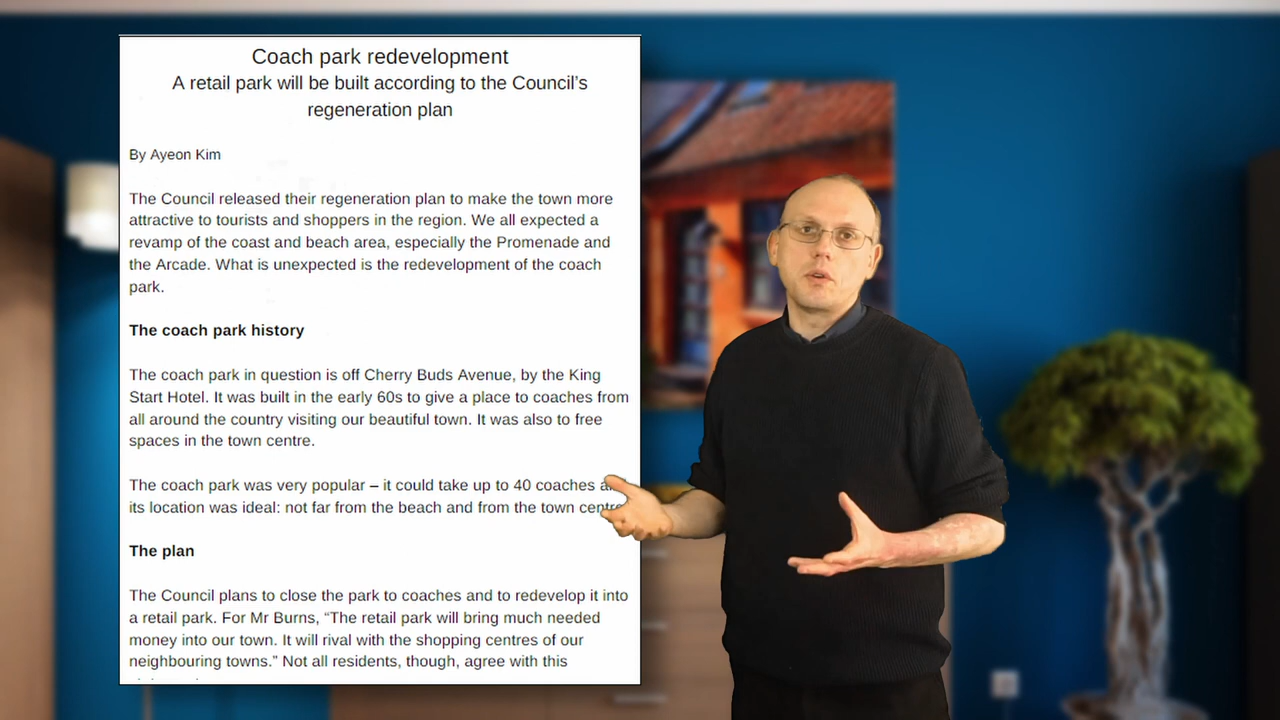 Coach park redevelopment
A retail park will be built according to the Council’s
regeneration plan
By Ayeon Kim
The Council released their regeneration plan to make the town more
attractive to tourists and shoppers in the region. We all expected a
revamp of the coast and beach area, especially the Promenade and
the Arcade. What is unexpected is the redevelopment of the coach
park.
The coach park history
The coach park in question is off Cherry Buds Avenue, by the King
Start Hotel. It was built in the early 60s to give a place to coaches from
all around the country visiting our beautiful town. It was also to free
spaces in the town centre.
The coach park was very popular – it could take up to 40 coaches
its location was ideal: not far from the beach and from the town
The plan
The Council plans to close the park to coaches and to redevelop it into
a retail park. For Mr Burns, “The retail park will bring much needed
money into our town. It will rival with the shopping centres of our
neighbouring towns.” Not all residents, though, agree with this